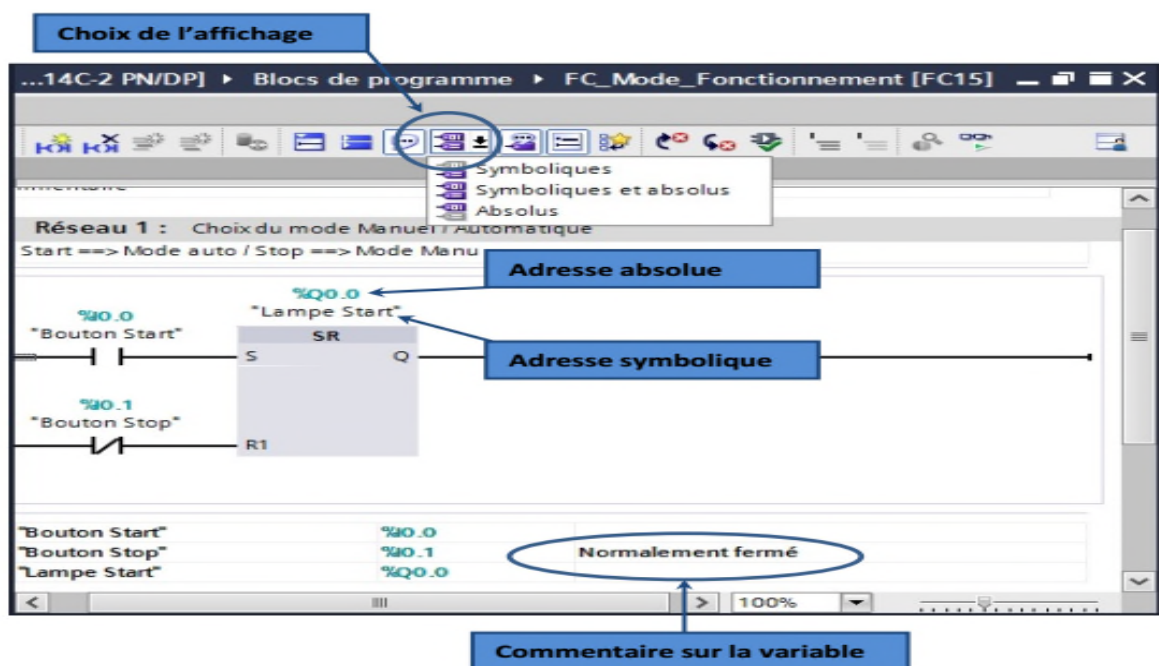 Choix de l'affichage
...14C-2 PN/DP] ▸ Blocs de programme ▸ FC_Mode_Fonctionnement [FC15]
Symboliques
Symboliques et absolus
Absolus
Réseau 1 : Choix du mode Manuel / Automatique
Start ==> Mode auto / Stop ==> Mode Manu
Adresse absolue
%Q0.0
"Lampe Start"
%I0.0
"Bouton Start"
SR
S Q
Adresse symbolique
%I0.1
"Bouton Stop"
R1
"Bouton Start" %I0.0
"Bouton Stop" %I0.1 Normalement fermé
"Lampe Start" %Q0.0
100%
Commentaire sur la variable